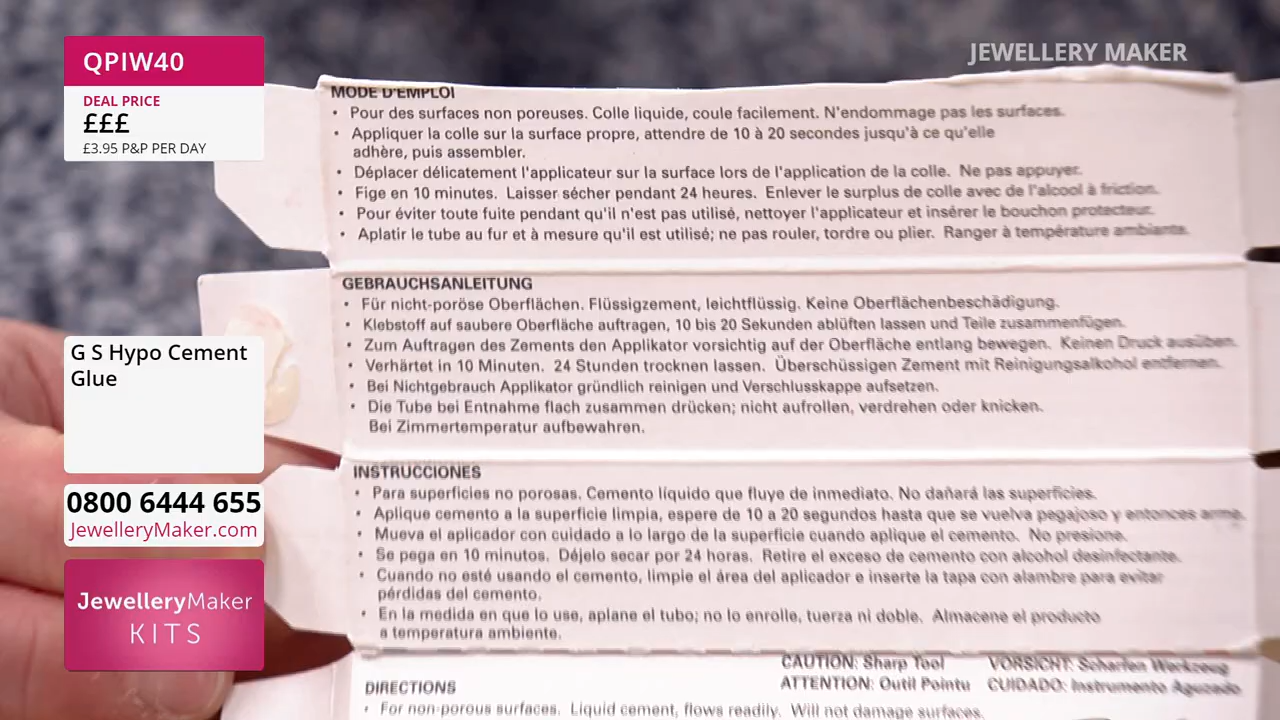 QPIW40
DEAL PRICE
£££
£3.95 P&P PER DAY
JEWELLERY MAKER
MODE D'EMPLOI
• Pour des surfaces non poreuses. Colle liquide, coule facilement. N'endommage pas les surfaces.
• Appliquer la colle sur la surface propre, attendre de 10 à 20 secondes jusqu'à ce qu'elle
adhère, puis assembler.
• Déplacer délicatement l'applicateur sur la surface lors de l'application de la colle. Ne pas appuyer.
• Fige en 10 minutes. Laisser sécher pendant 24 heures. Enlever le surplus de colle avec de l'alcool à friction.
• Pour éviter toute fuite pendant qu'il n'est pas utilisé, nettoyer l'applicateur et insérer le bouchon protecteur.
• Aplatir le tube au fur et à mesure qu'il est utilisé; ne pas rouler, tordre ou plier. Ranger à température ambiante.
GEBRAUCHSANLEITUNG
• Für nicht-poröse Oberflächen. Flüssigzement, leichtflüssig. Keine Oberflächenbeschädigung.
• Klebstoff auf saubere Oberfläche auftragen, 10 bis 20 Sekunden ablüften lassen und Teile zusammenfügen.
• Zum Auftragen des Zements den Applikator vorsichtig auf der Oberfläche entlang bewegen. Keinen Druck ausüben.
• Verhärtet in 10 Minuten. 24 Stunden trocknen lassen. Überschüssigen Zement mit Reinigungsalkohol entfernen.
• Bei Nichtgebrauch Applikator gründlich reinigen und Verschlusskappe aufsetzen.
• Die Tube bei Entnahme flach zusammen drücken; nicht aufrollen, verdrehen oder knicken.
Bei Zimmertemperatur aufbewahren.
INSTRUCCIONES
• Para superficies no porosas. Cemento líquido que fluye de inmediato. No dañará las superficies.
• Aplique cemento a la superficie limpia, espere de 10 a 20 segundos hasta que se vuelva pegajoso y entonces arme.
• Mueva el aplicador con cuidado a lo largo de la superficie cuando aplique el cemento. No presione.
• Se pega en 10 minutos. Déjelo secar por 24 horas. Retire el exceso de cemento con alcohol desinfectante.
• Cuando no esté usando el cemento, limpie el área del aplicador e inserte la tapa con alambre para evitar
pérdidas del cemento.
• En la medida en que lo use, aplane el tubo; no lo enrolle, tuerza ni doble. Almacene el producto
a temperatura ambiente.
CAUTION: Sharp Tool VORSICHT: Scharfen Werkzeug
ATTENTION: Outil Pointu CUIDADO: Instrumento Aguzado
DIRECTIONS
• For non-porous surfaces. Liquid cement, flows readily. Will not damage surfaces.
G S Hypo Cement
Glue
0800 6444 655
JewelleryMaker.com
JewelleryMaker
KITS